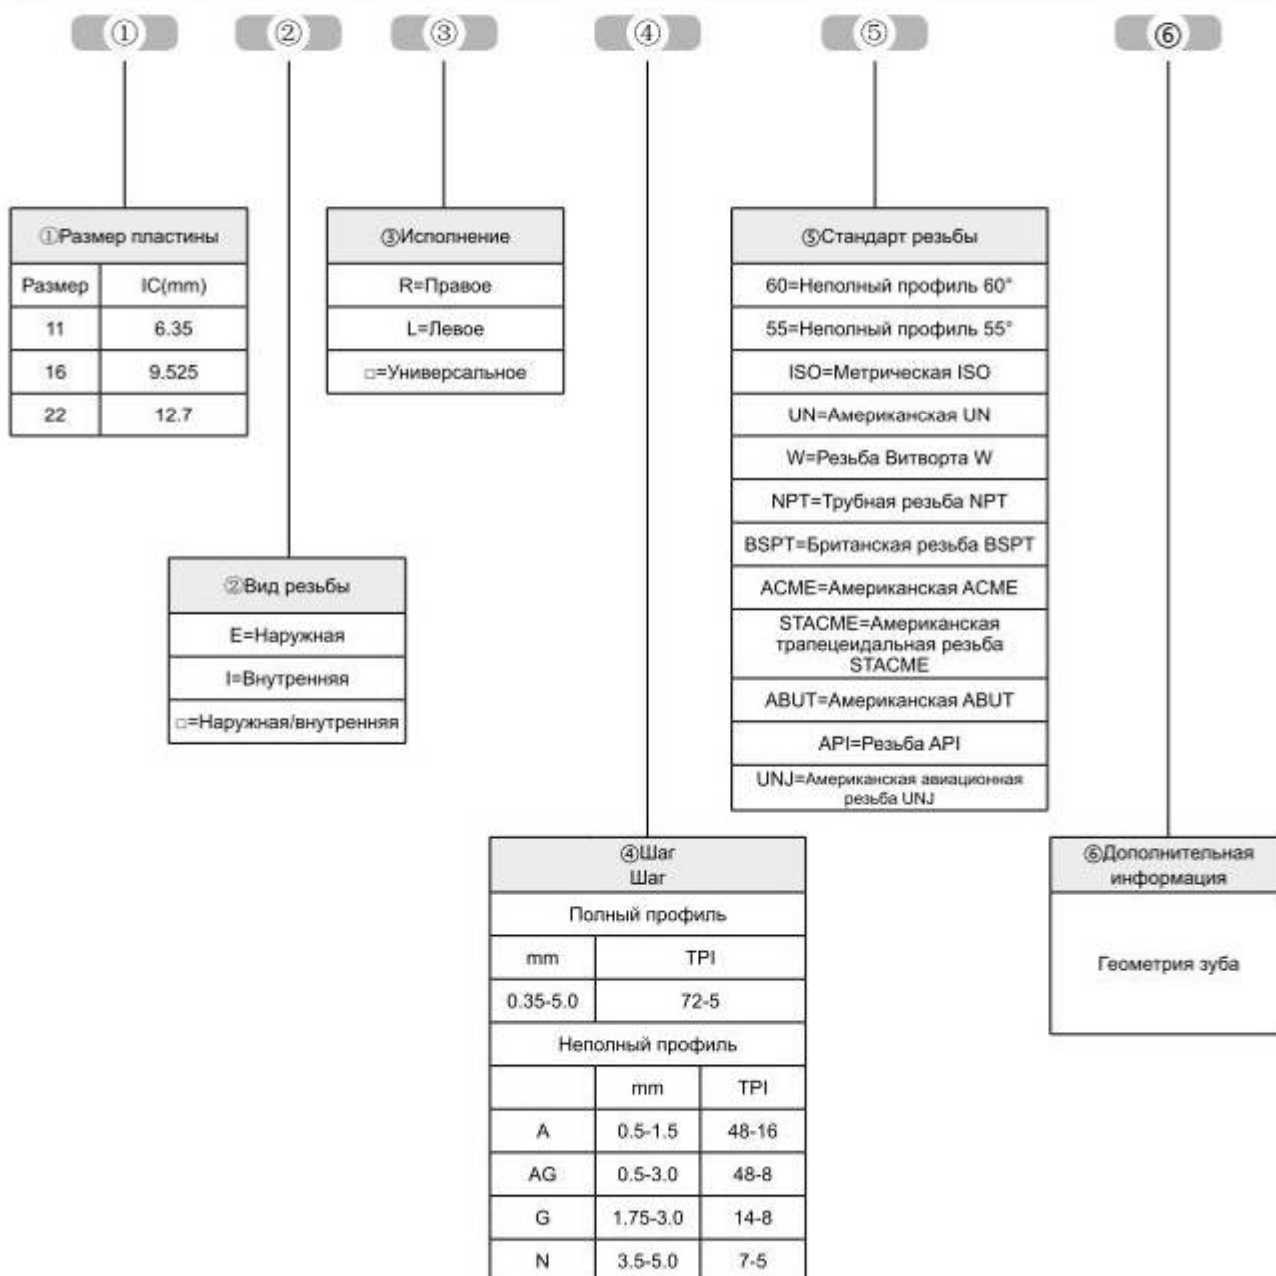 ① ② ③ ④ ⑤ ⑥
①Размер пластины
Размер IC(mm)
11 6.35
16 9.525
22 12.7
③Исполнение
R=Правое
L=Левое
□=Универсальное
⑤Стандарт резьбы
60=Неполный профиль 60°
55=Неполный профиль 55°
ISO=Метрическая ISO
UN=Американская UN
W=Резьба Витворта W
NPT=Трубная резьба NPT
BSPT=Британская резьба BSPT
ACME=Американская ACME
STACME=Американская
трапецеидальная резьба
STACME
ABUT=Американская ABUT
API=Резьба API
UNJ=Американская авиационная
резьба UNJ
②Вид резьбы
E=Наружная
I=Внутренняя
□=Наружная/внутренняя
④Шаг
Шаг
Полный профиль
mm TPI
0.35-5.0 72-5
Неполный профиль
mm TPI
A 0.5-1.5 48-16
AG 0.5-3.0 48-8
G 1.75-3.0 14-8
N 3.5-5.0 7-5
⑥Дополнительная
информация
Геометрия зуба